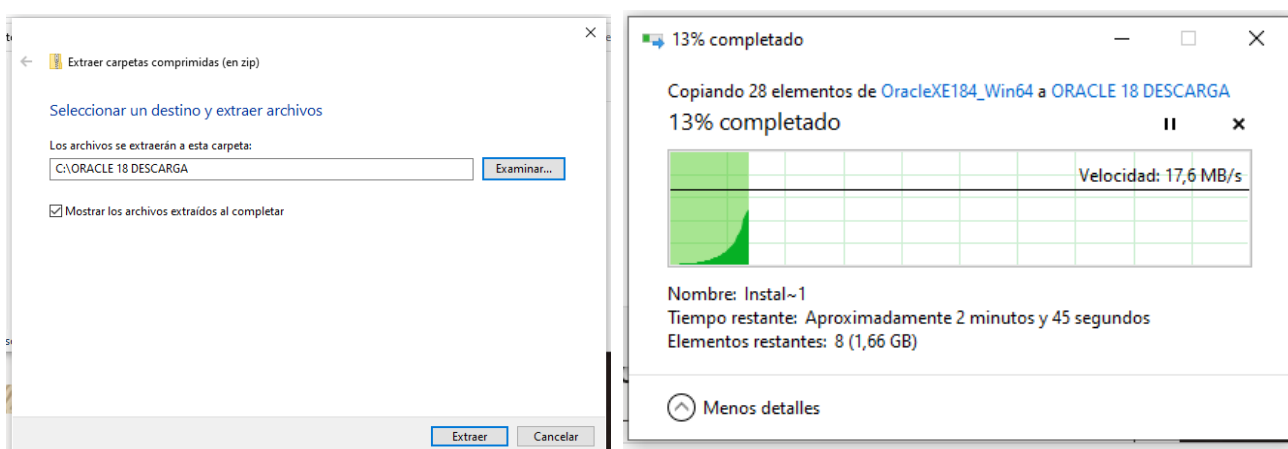 Extraer carpetas comprimidas (en zip)
Seleccionar un destino y extraer archivos
Los archivos se extraerán a esta carpeta:
C:\ORACLE 18 DESCARGA
Examinar...
Mostrar los archivos extraídos al completar
Extraer
Cancelar
13% completado
Copiando 28 elementos de OracleXE184_Win64 a ORACLE 18 DESCARGA
13% completado
Velocidad: 17,6 MB/s
Nombre: Instal~1
Tiempo restante: Aproximadamente 2 minutos y 45 segundos
Elementos restantes: 8 (1,66 GB)
Menos detalles